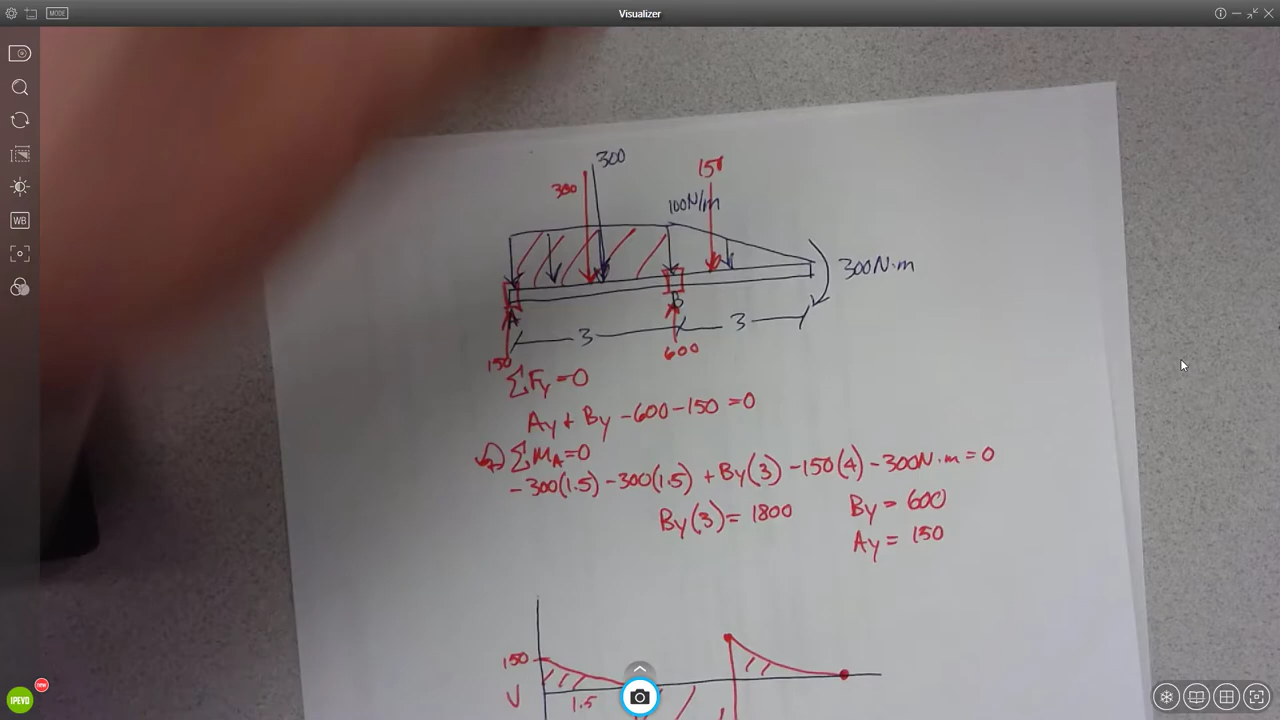 MODE
Visualizer
WB
300
300
150
100N/m
300N·m
A
B
3
3
150
600
ΣFy=0
Ay + By -600-150 =0
ΣMA=0
-300(1.5) -300(1.5) + By(3) -150(4) -300N·m = 0
By(3) = 1800
By = 600
Ay = 150
150
V
1.5
IPEVO
new